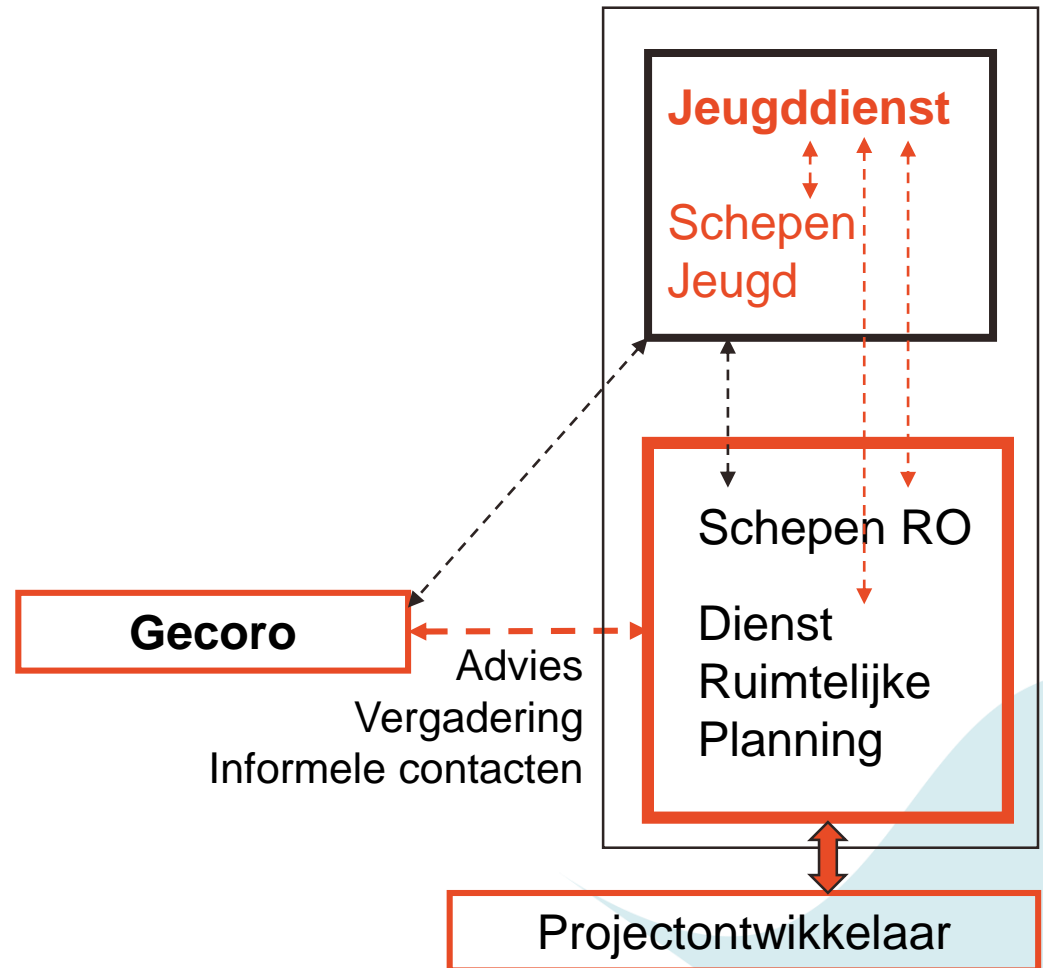 Jeugddienst
Schepen
Jeugd
Schepen RO
Dienst
Ruimtelijke
Planning
Gecoro
Advies
Vergadering
Informele contacten
Projectontwikkelaar